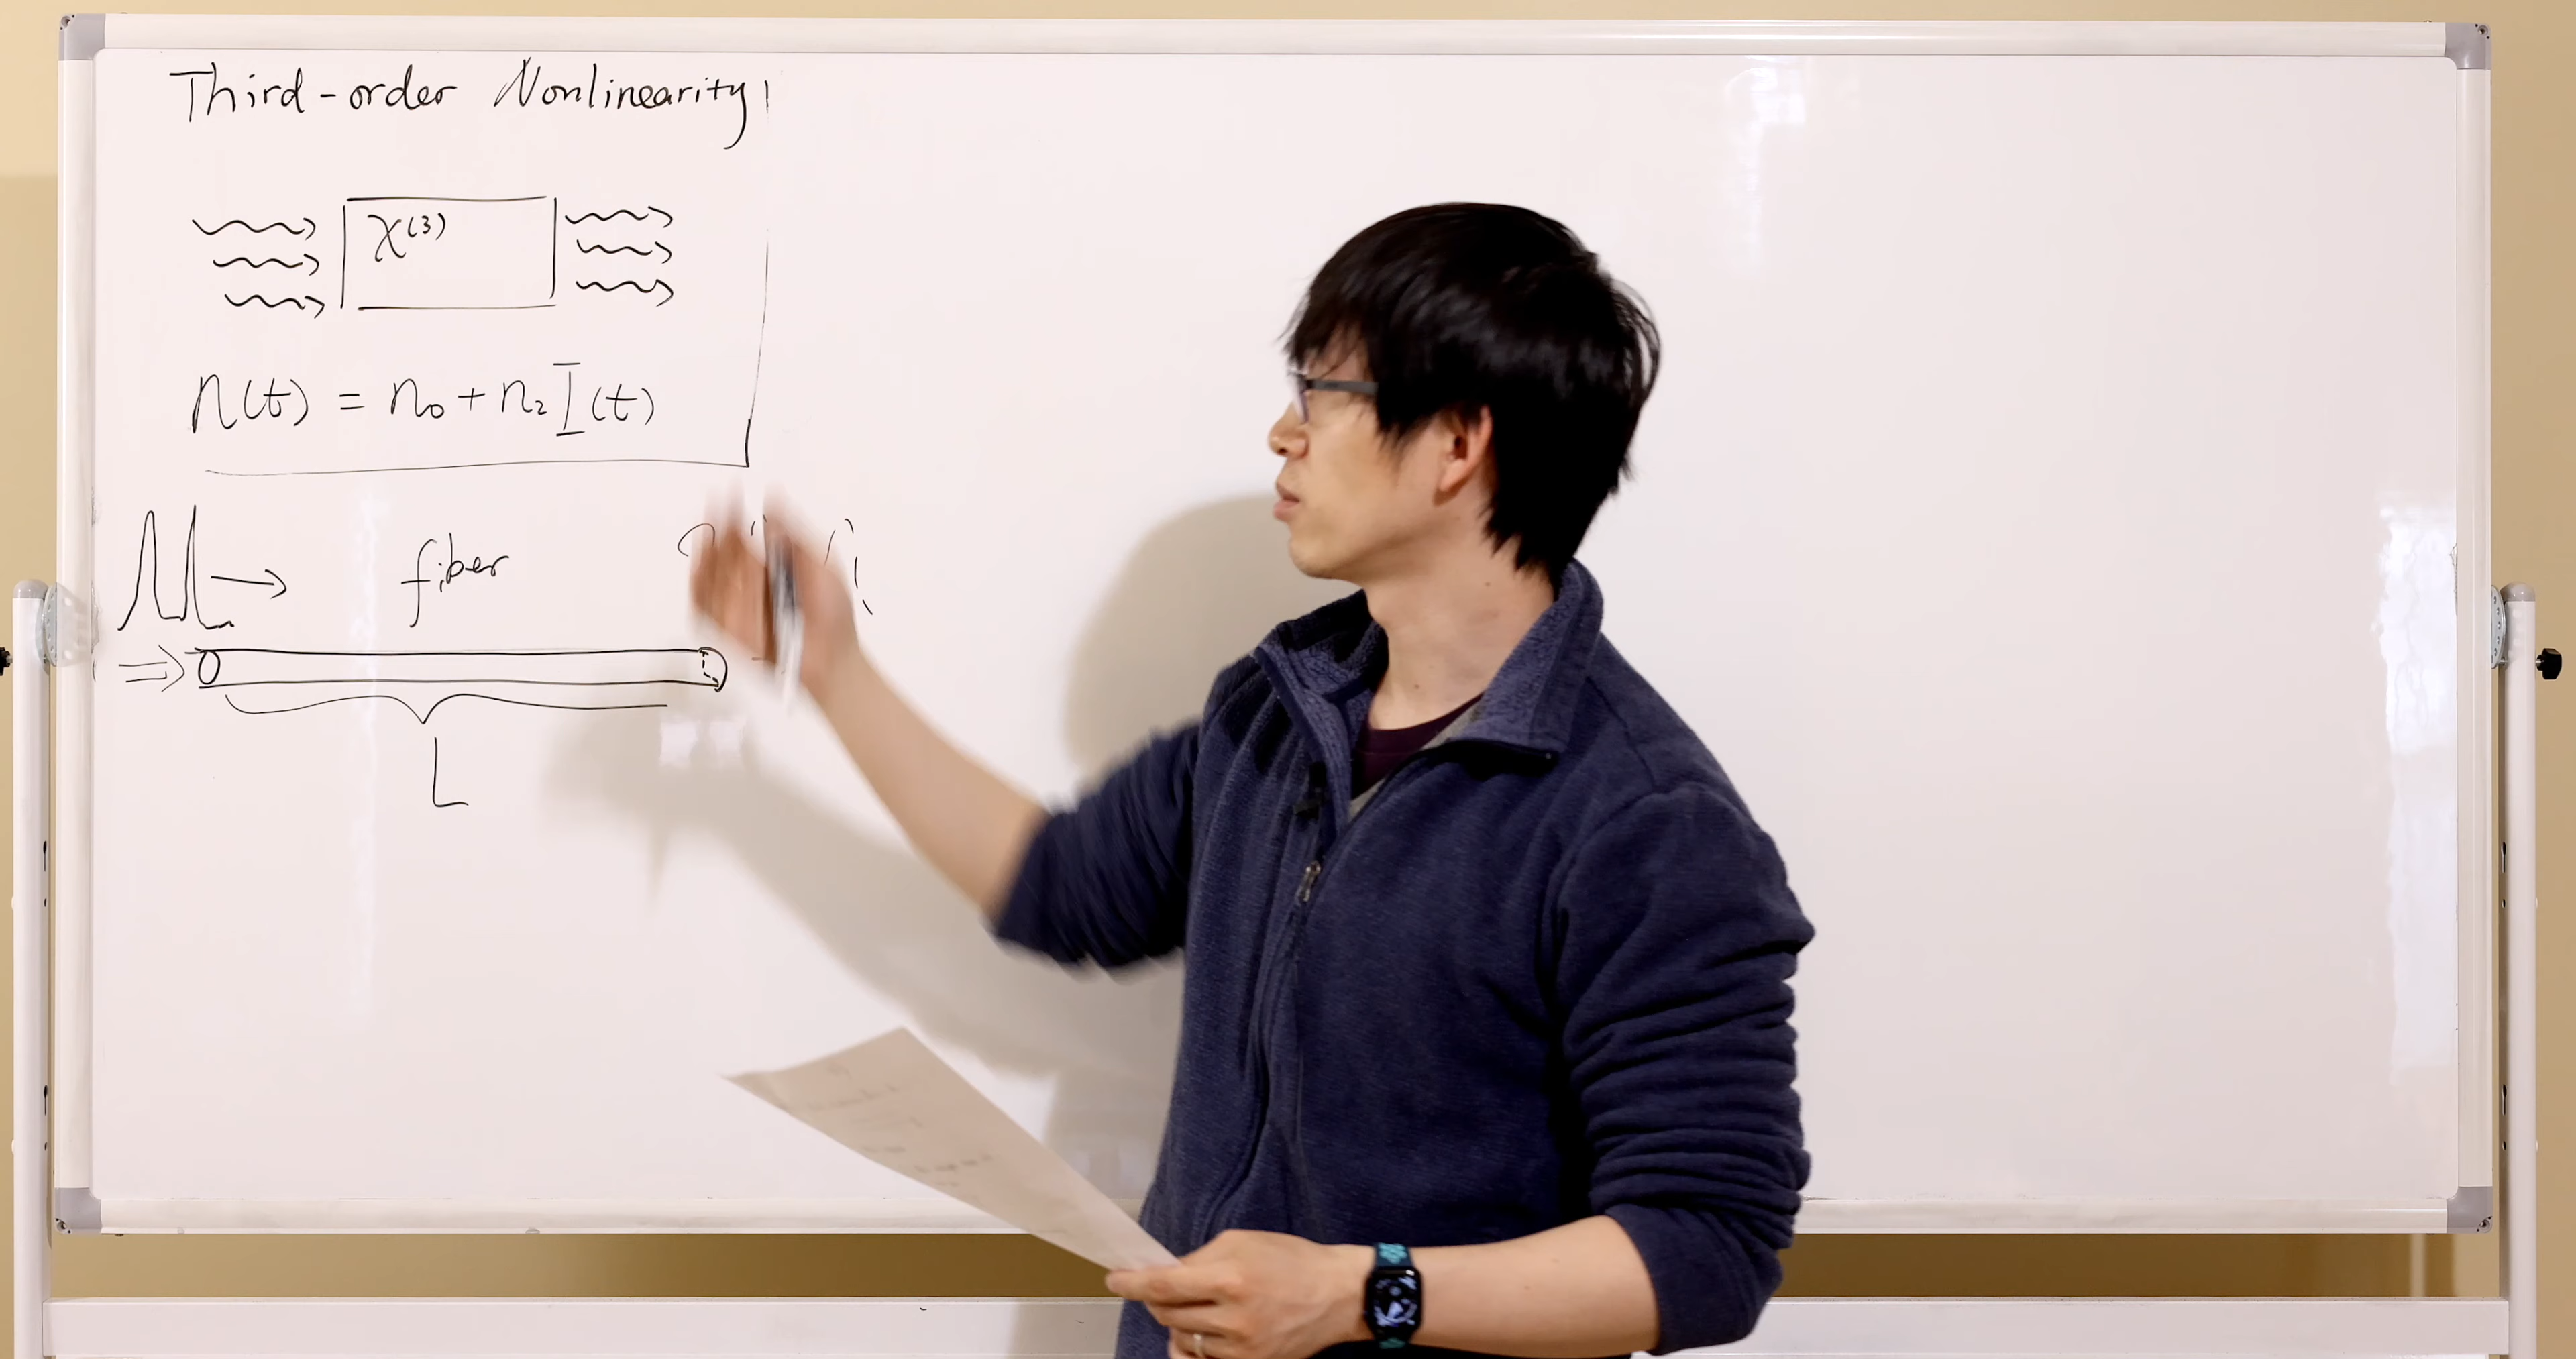 Third-order Nonlinearity
χ⁽³⁾
n(t) = n₀ + n₂ I(t)
fiber
L